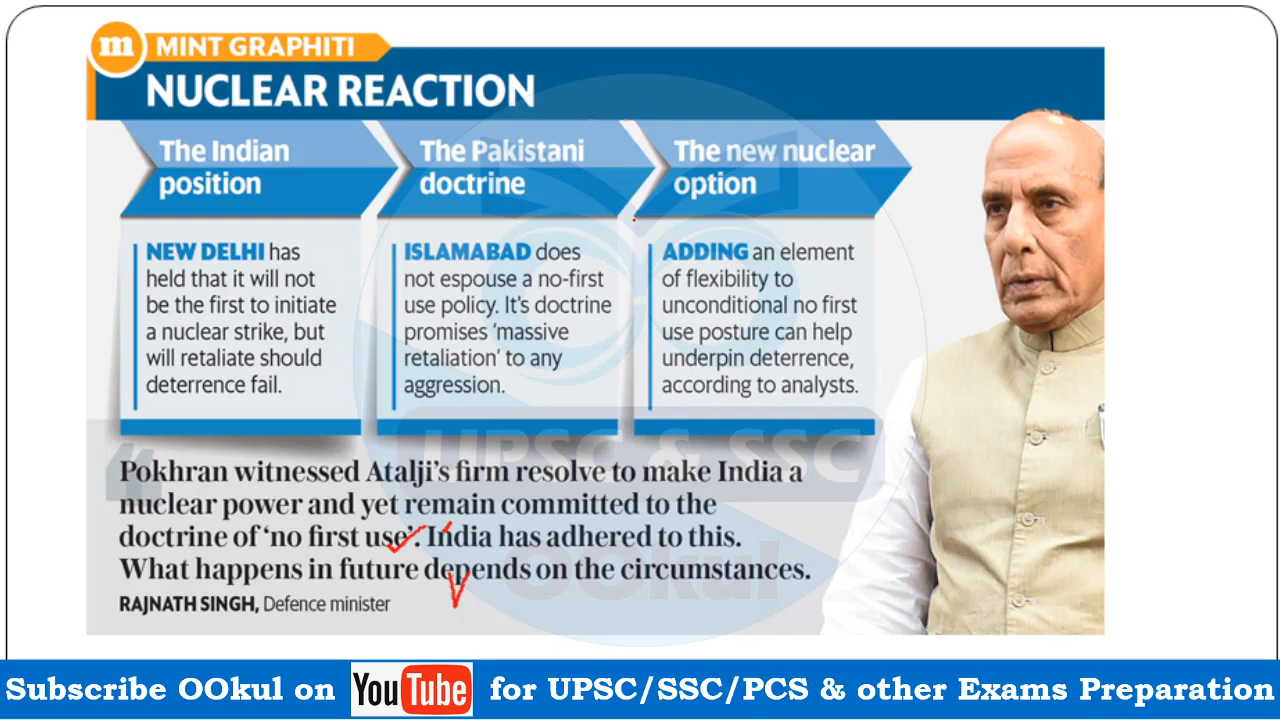 m MINT GRAPHITI
NUCLEAR REACTION
The Indian
position
NEW DELHI has
held that it will not
be the first to initiate
a nuclear strike, but
will retaliate should
deterrence fail.
The Pakistani
doctrine
ISLAMABAD does
not espouse a no-first
use policy. It's doctrine
promises ‘massive
retaliation’ to any
aggression.
The new nuclear
option
ADDING an element
of flexibility to
unconditional no first
use posture can help
underpin deterrence,
according to analysts.
UPSC & SSC
OOkul
“
Pokhran witnessed Atalji’s firm resolve to make India a
nuclear power and yet remain committed to the
doctrine of ‘no first use’. India has adhered to this.
What happens in future depends on the circumstances.
RAJNATH SINGH, Defence minister
Subscribe OOkul on YouTube for UPSC/SSC/PCS & other Exams Preparation